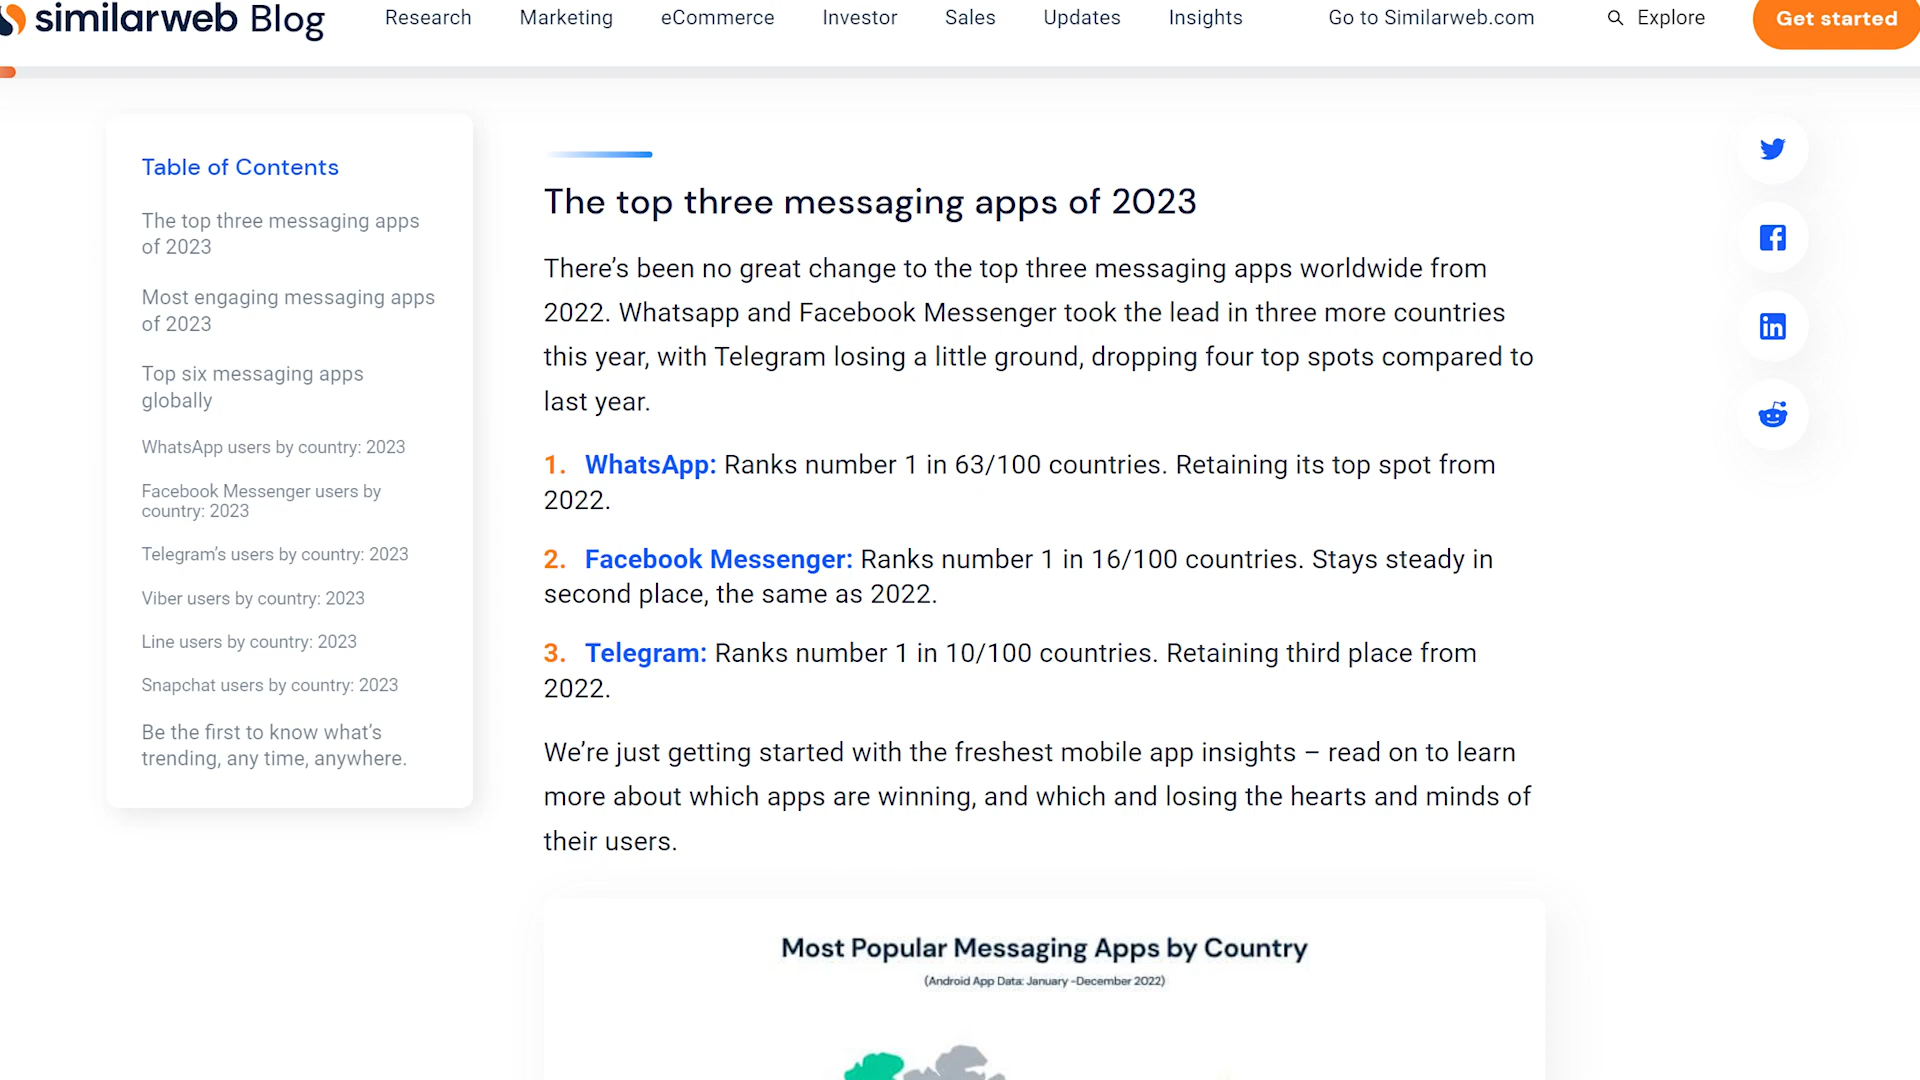 similarweb Blog
Research
Marketing
eCommerce
Investor
Sales
Updates
Insights
Go to Similarweb.com
Explore
Get started
Table of Contents
The top three messaging apps
of 2023
Most engaging messaging apps
of 2023
Top six messaging apps
globally
WhatsApp users by country: 2023
Facebook Messenger users by
country: 2023
Telegram’s users by country: 2023
Viber users by country: 2023
Line users by country: 2023
Snapchat users by country: 2023
Be the first to know what’s
trending, any time, anywhere.
The top three messaging apps of 2023
There’s been no great change to the top three messaging apps worldwide from
2022. Whatsapp and Facebook Messenger took the lead in three more countries
this year, with Telegram losing a little ground, dropping four top spots compared to
last year.
1. WhatsApp: Ranks number 1 in 63/100 countries. Retaining its top spot from
2022.
2. Facebook Messenger: Ranks number 1 in 16/100 countries. Stays steady in
second place, the same as 2022.
3. Telegram: Ranks number 1 in 10/100 countries. Retaining third place from
2022.
We’re just getting started with the freshest mobile app insights – read on to learn
more about which apps are winning, and which and losing the hearts and minds of
their users.
Most Popular Messaging Apps by Country
(Android App Data: January -December 2022)